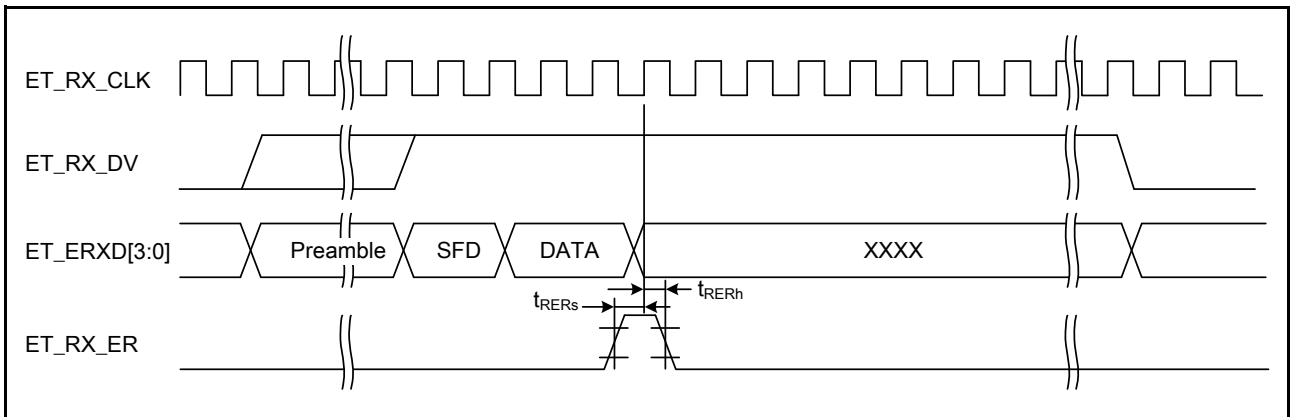 ET_RX_CLK
ET_RX_DV
ET_ERXD[3:0] Preamble SFD DATA XXXX
tRERs tRERh
ET_RX_ER